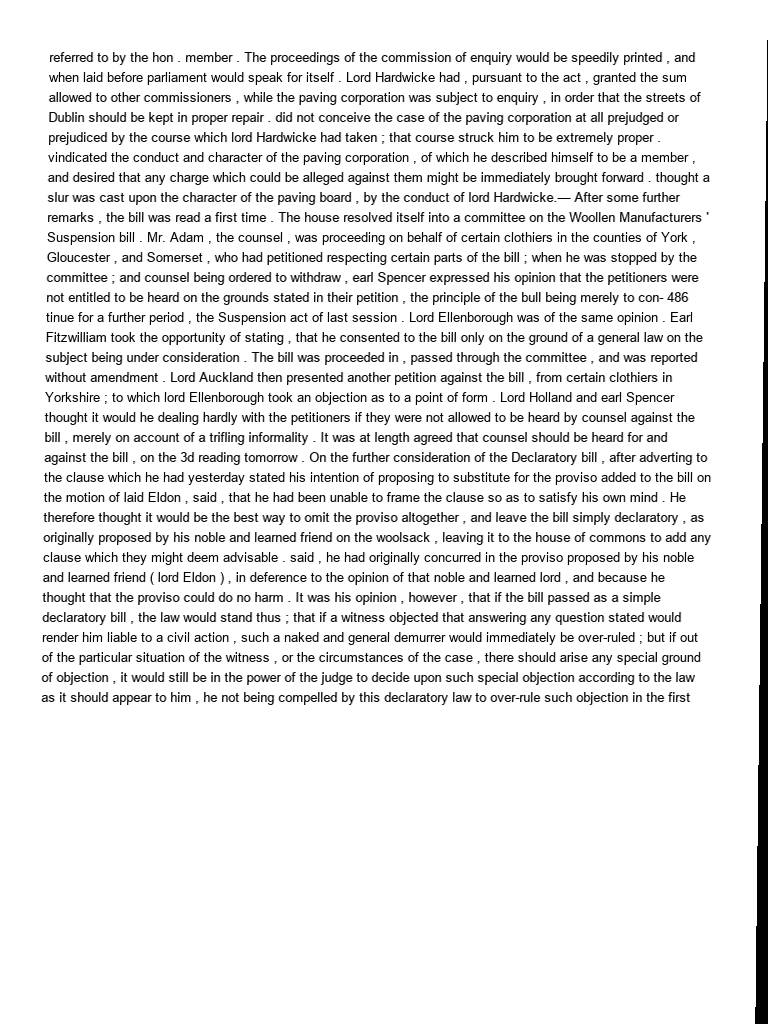 referred to by the hon . member . The proceedings of the commission of enquiry would be speedily printed , and
when laid before parliament would speak for itself . Lord Hardwicke had , pursuant to the act , granted the sum
allowed to other commissioners , while the paving corporation was subject to enquiry , in order that the streets of
Dublin should be kept in proper repair . did not conceive the case of the paving corporation at all prejudged or
prejudiced by the course which lord Hardwicke had taken ; that course struck him to be extremely proper .
vindicated the conduct and character of the paving corporation , of which he described himself to be a member ,
and desired that any charge which could be alleged against them might be immediately brought forward . thought a
slur was cast upon the character of the paving board , by the conduct of lord Hardwicke.— After some further
remarks , the bill was read a first time . The house resolved itself into a committee on the Woollen Manufacturers '
Suspension bill . Mr. Adam , the counsel , was proceeding on behalf of certain clothiers in the counties of York ,
Gloucester , and Somerset , who had petitioned respecting certain parts of the bill ; when he was stopped by the
committee ; and counsel being ordered to withdraw , earl Spencer expressed his opinion that the petitioners were
not entitled to be heard on the grounds stated in their petition , the principle of the bull being merely to con- 486
tinue for a further period , the Suspension act of last session . Lord Ellenborough was of the same opinion . Earl
Fitzwilliam took the opportunity of stating , that he consented to the bill only on the ground of a general law on the
subject being under consideration . The bill was proceeded in , passed through the committee , and was reported
without amendment . Lord Auckland then presented another petition against the bill , from certain clothiers in
Yorkshire ; to which lord Ellenborough took an objection as to a point of form . Lord Holland and earl Spencer
thought it would he dealing hardly with the petitioners if they were not allowed to be heard by counsel against the
bill , merely on account of a trifling informality . It was at length agreed that counsel should be heard for and
against the bill , on the 3d reading tomorrow . On the further consideration of the Declaratory bill , after adverting to
the clause which he had yesterday stated his intention of proposing to substitute for the proviso added to the bill on
the motion of laid Eldon , said , that he had been unable to frame the clause so as to satisfy his own mind . He
therefore thought it would be the best way to omit the proviso altogether , and leave the bill simply declaratory , as
originally proposed by his noble and learned friend on the woolsack , leaving it to the house of commons to add any
clause which they might deem advisable . said , he had originally concurred in the proviso proposed by his noble
and learned friend ( lord Eldon ) , in deference to the opinion of that noble and learned lord , and because he
thought that the proviso could do no harm . It was his opinion , however , that if the bill passed as a simple
declaratory bill , the law would stand thus ; that if a witness objected that answering any question stated would
render him liable to a civil action , such a naked and general demurrer would immediately be over-ruled ; but if out
of the particular situation of the witness , or the circumstances of the case , there should arise any special ground
of objection , it would still be in the power of the judge to decide upon such special objection according to the law
as it should appear to him , he not being compelled by this declaratory law to over-rule such objection in the first